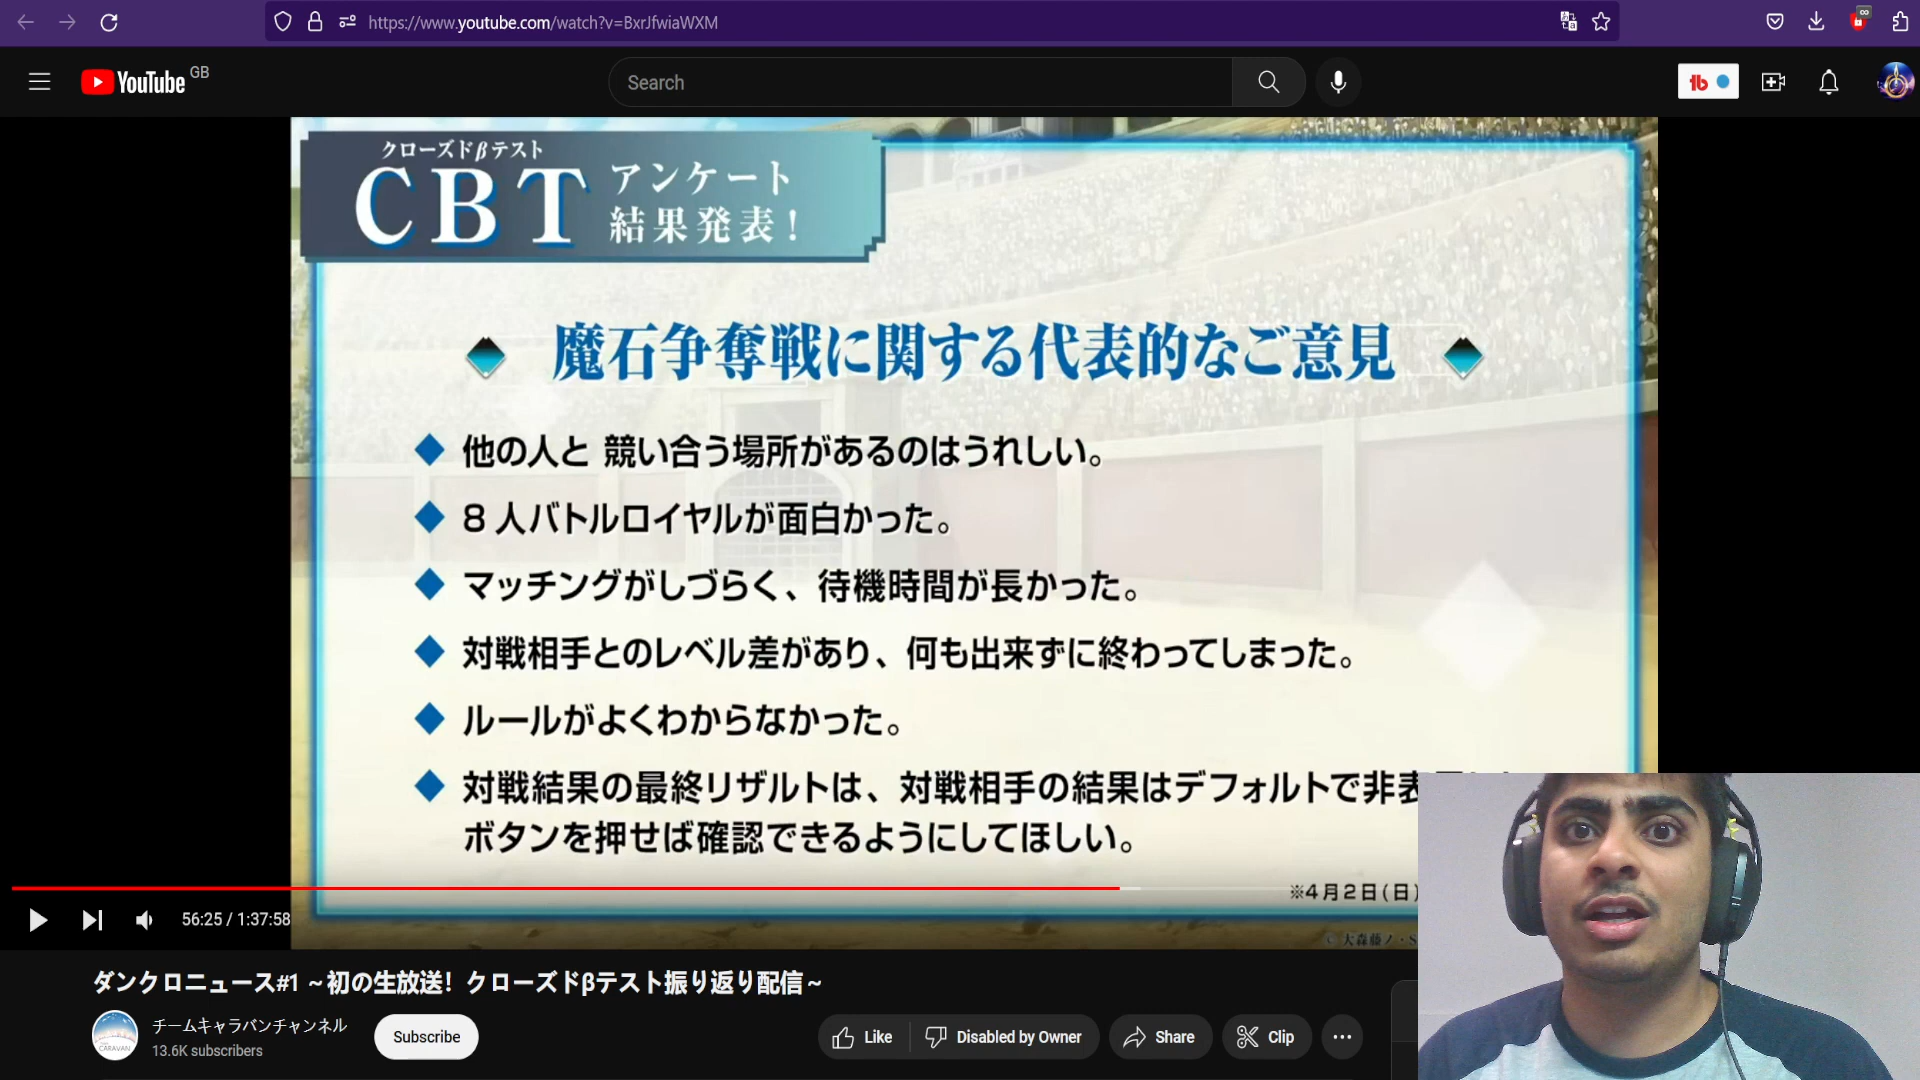 https://www.youtube.com/watch?v=BxrJfwiaWXM
YouTube GB
Search
クローズドβテスト
CBT アンケート
結果発表！
魔石争奪戦に関する代表的なご意見
他の人と 競い合う場所があるのはうれしい。
8人バトルロイヤルが面白かった。
マッチングがしづらく、待機時間が長かった。
対戦相手とのレベル差があり、何も出来ずに終わってしまった。
ルールがよくわからなかった。
対戦結果の最終リザルトは、対戦相手の結果はデフォルトで非表
ボタンを押せば確認できるようにしてほしい。
※4月2日(日)
56:25 / 1:37:58
© 大森藤ノ・S
ダンクロニュース#1 ~初の生放送！クローズドβテスト振り返り配信~
チームキャラバンチャンネル
13.6K subscribers
Subscribe
Like
Disabled by Owner
Share
Clip
CARAVAN